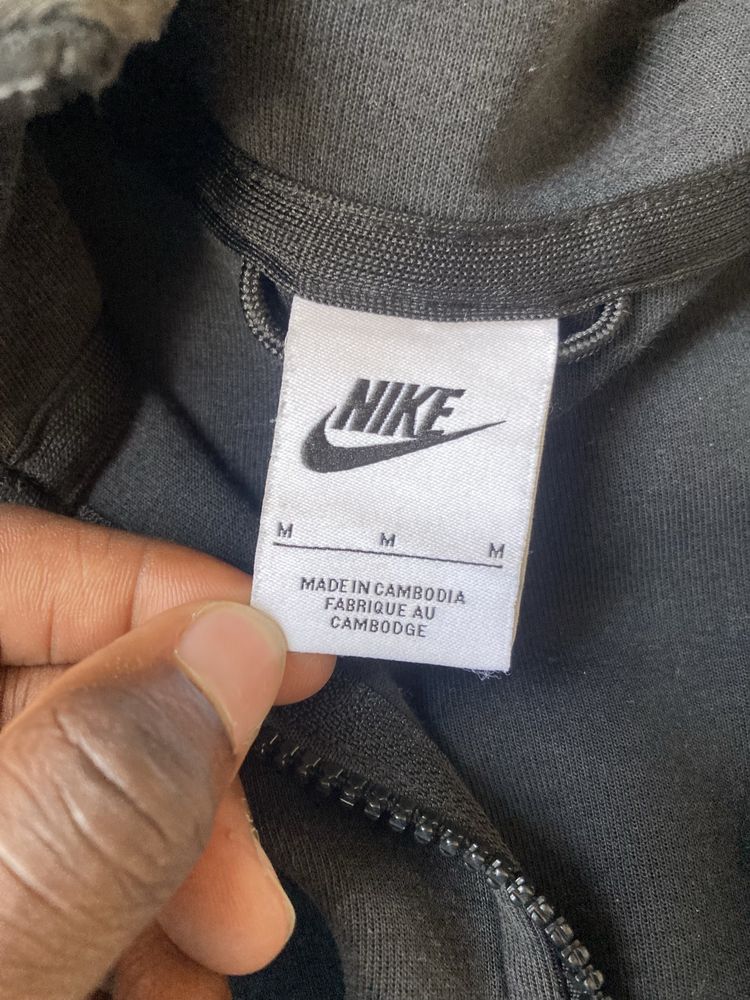 NIKE
M M M
MADE IN CAMBODIA
FABRIQUE AU
CAMBODGE